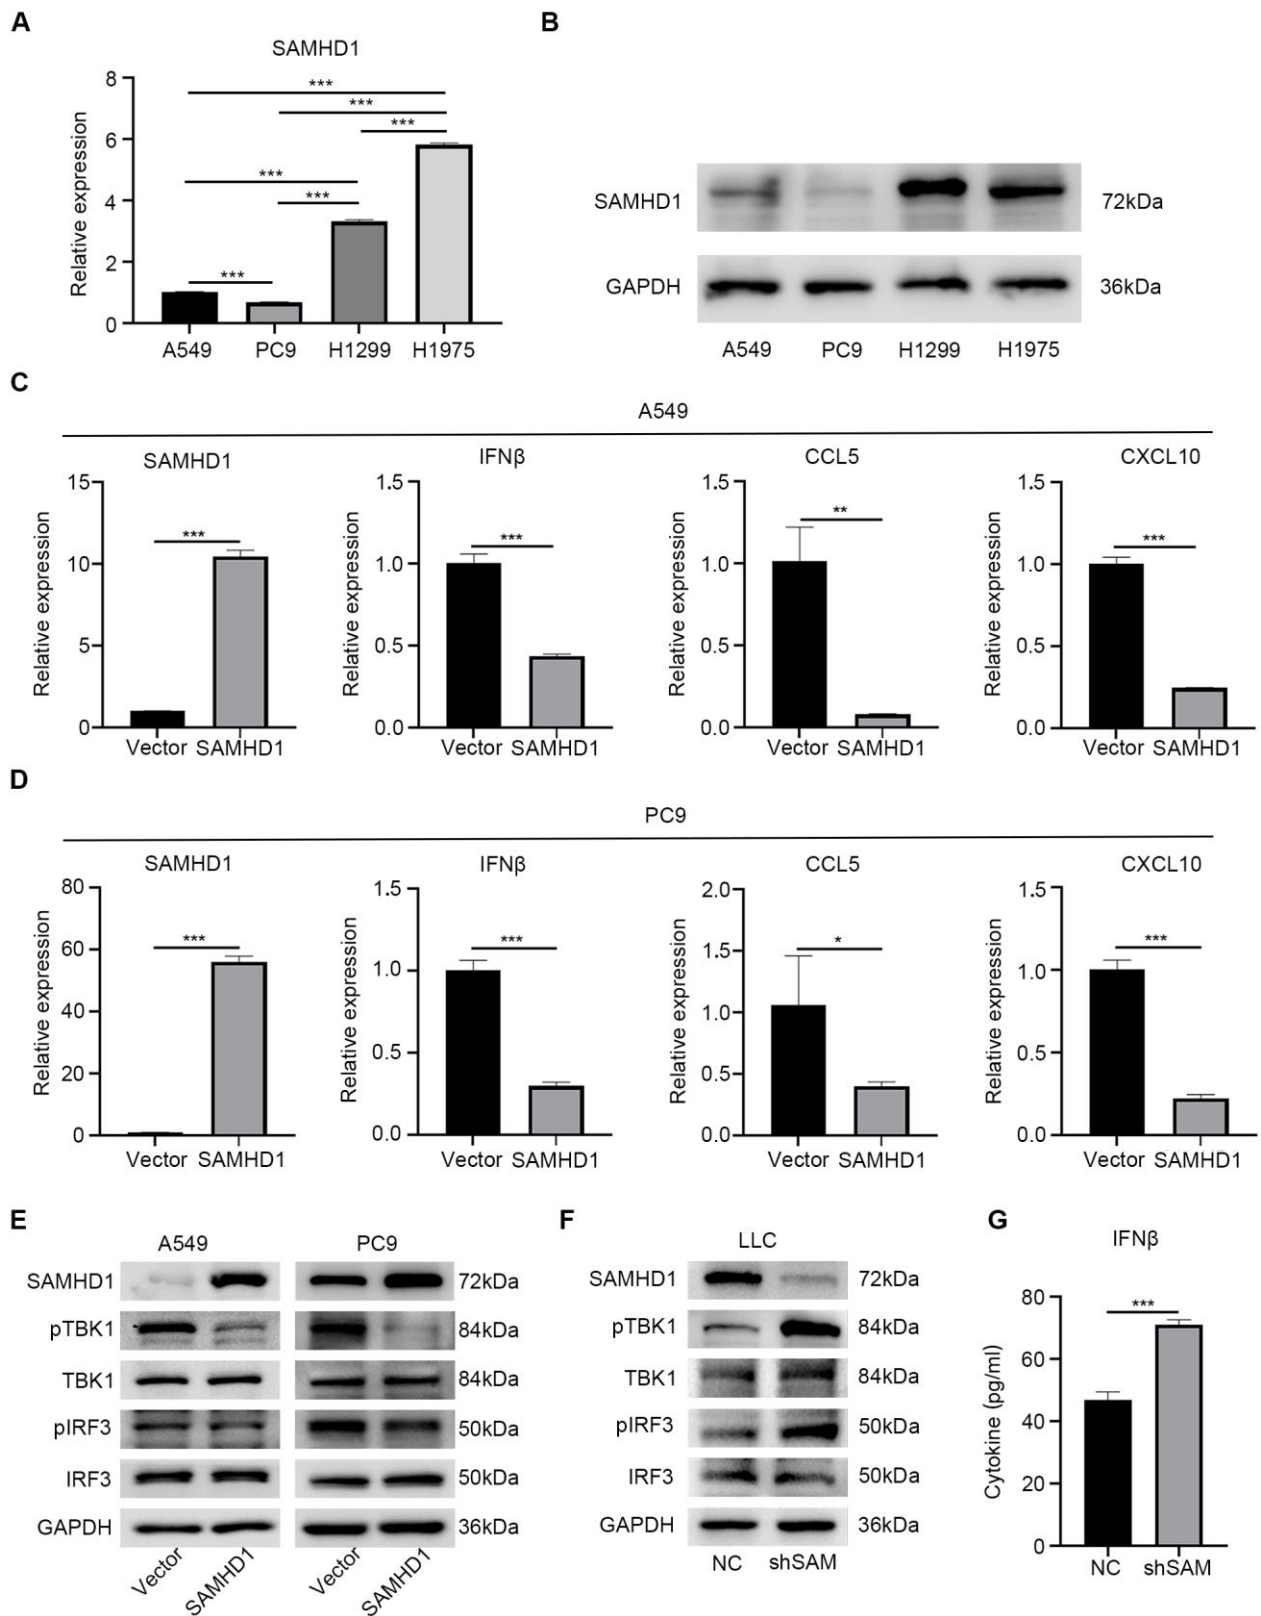 A
B
SAMHD1
8
6
4
2
0
Relative expression
***
***
***
***
***
***
A549 PC9 H1299 H1975
SAMHD1 72kDa
GAPDH 36kDa
A549 PC9 H1299 H1975
C
A549
SAMHD1 IFNβ CCL5 CXCL10
15 1.5 1.5 1.5
*** *** ** ***
10 1.0 1.0 1.0
Relative expression Relative expression Relative expression Relative expression
5 0.5 0.5 0.5
0 0.0 0.0 0.0
Vector SAMHD1 Vector SAMHD1 Vector SAMHD1 Vector SAMHD1
D
PC9
SAMHD1 IFNβ CCL5 CXCL10
80 1.5 2.0 1.5
*** *** * ***
60 1.0 1.5 1.0
Relative expression Relative expression Relative expression Relative expression
40 0.5 1.0 0.5
20 0.5
0 0.0 0.0 0.0
Vector SAMHD1 Vector SAMHD1 Vector SAMHD1 Vector SAMHD1
E
A549 PC9
SAMHD1 72kDa
pTBK1 84kDa
TBK1 84kDa
pIRF3 50kDa
IRF3 50kDa
GAPDH 36kDa
Vector SAMHD1 Vector SAMHD1
F
LLC
SAMHD1 72kDa
pTBK1 84kDa
TBK1 84kDa
pIRF3 50kDa
IRF3 50kDa
GAPDH 36kDa
NC shSAM
G
IFNβ
80
***
60
40
20
0
Cytokine (pg/ml)
NC shSAM